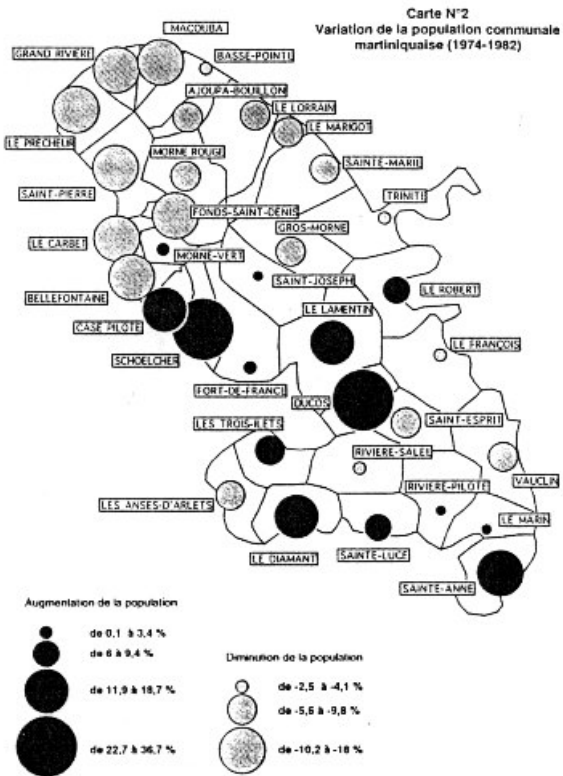 Carte N°2
Variation de la population communale
martiniquaise (1974-1982)
MACOUBA
GRAND RIVIÈRE
BASSE-POINTE
AJOUPA-BOUILLON
LE LORRAIN
LE MARIGOT
LE PRECHEUR
MORNE ROUGE
SAINTE-MARIE
SAINT-PIERRE
TRINITÉ
FONDS-SAINT-DENIS
GROS-MORNE
LE CARBET
MORNE-VERT
SAINT-JOSEPH
LE ROBERT
BELLEFONTAINE
LE LAMENTIN
CASE PILOTE
LE FRANÇOIS
SCHOELCHER
FORT-DE-FRANCE
DUCOS
SAINT-ESPRIT
LES TROIS-ILETS
RIVIERE-SALEE
VAUCLIN
RIVIERE-PILOTE
LES ANSES-D'ARLETS
LE MARIN
LE DIAMANT
SAINTE-LUCE
SAINTE-ANNE
Augmentation de la population
de 0,1 à 3,4 %
de 6 à 9,4 %
de 11,9 à 18,7 %
de 22,7 à 36,7 %
Diminution de la population
de -2,5 à -4,1 %
de -5,6 à -9,8 %
de -10,2 à -18 %